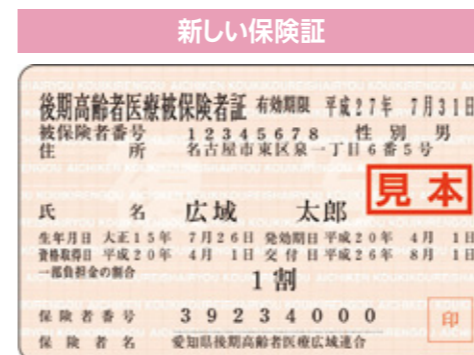 新しい保険証
後期高齢者医療被保険者証 有効期限 平成27年 7月31日
被保険者番号 12345678 性別 男
住所 名古屋市東区泉一丁目6番5号
見本
氏名 広域 太郎
生年月日 大正15年 7月26日 発効期日 平成20年 4月 1日
資格取得日 平成20年 4月 1日 交付日 平成26年 8月 1日
一部負担金の割合 1割
保険者番号 39234000
保険者名 愛知県後期高齢者医療広域連合
印